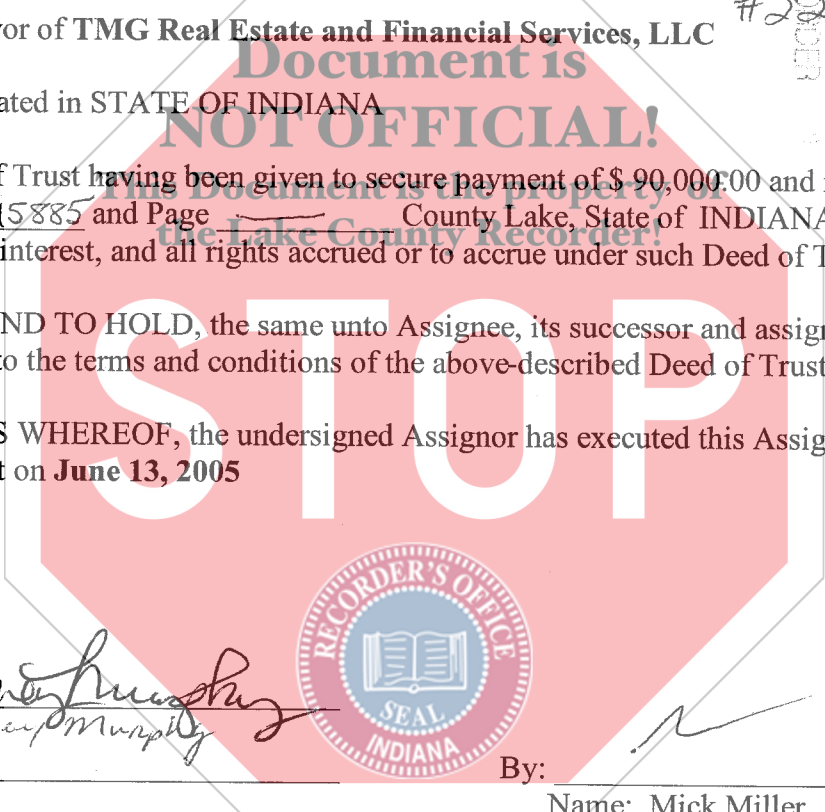 #22
vor of TMG Real Estate and Financial Services, LLC
Document is
ated in STATE OF INDIANA
NOT OFFICIAL!
f Trust having been given to secure payment of $ 90,000.00 and
This Document is the property of
15885 and Page County Lake, State of INDIANA
the Lake County Recorder!
interest, and all rights accrued or to accrue under such Deed of T
ND TO HOLD, the same unto Assignee, its successor and assign
to the terms and conditions of the above-described Deed of Trust
STOP
S WHEREOF, the undersigned Assignor has executed this Assig
t on June 13, 2005
RECORDER'S OFFICE
SEAL
INDIANA
Murphy
Murphy
By:
Name: Mick Miller